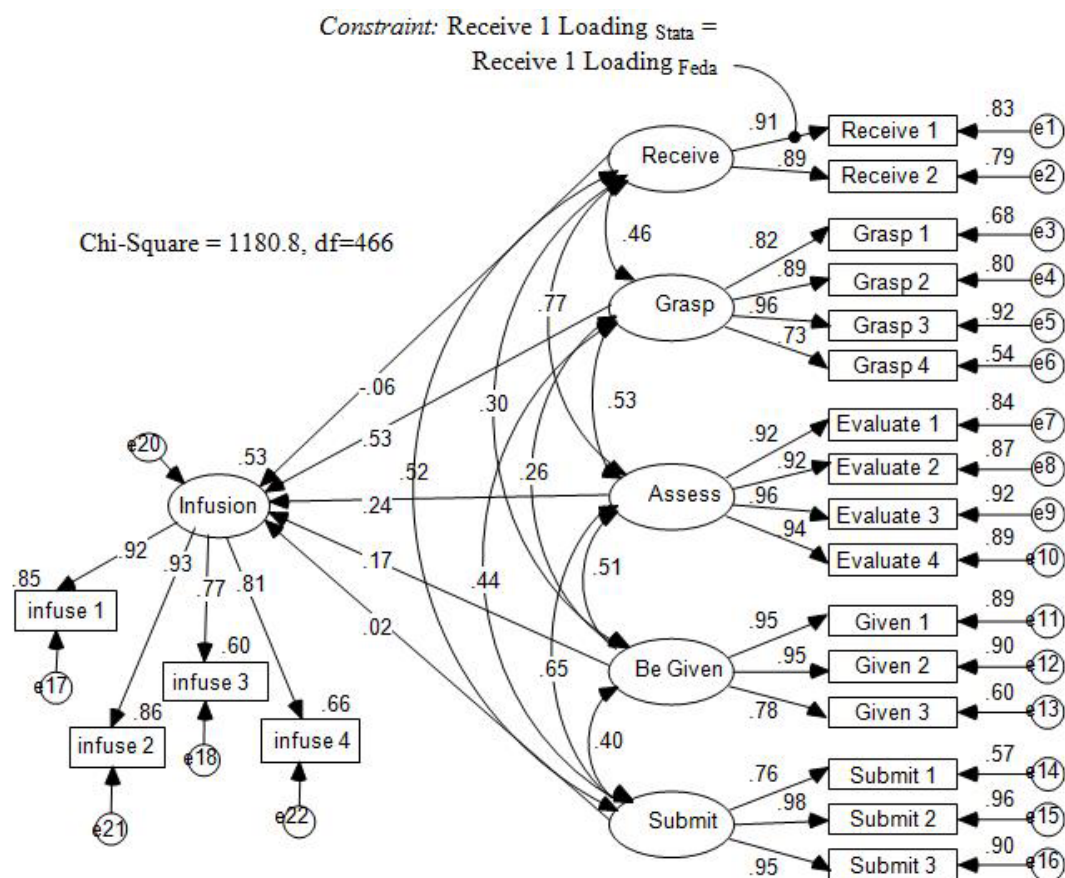 Constraint: Receive 1 Loading Stata =
Receive 1 Loading Feda
.91
.83
Receive 1
e1
Receive
.89
.79
Receive 2
e2
.46
.68
Grasp 1
e3
.82
Chi-Square = 1180.8, df=466
.89
.80
Grasp 2
e4
Grasp
.77
.96
.92
Grasp 3
e5
.73
.54
Grasp 4
e6
-.06
.30
.53
.84
Evaluate 1
e7
.53
.92
e20
.53
.52
.26
.92
.87
Evaluate 2
e8
Infusion
.24
Assess
.96
.92
Evaluate 3
e9
.94
.89
Evaluate 4
e10
.92
.93
.17
.44
.51
.85
.77
.81
infuse 1
.89
Given 1
e11
.95
.02
.60
.65
Be Given
.95
.90
Given 2
e12
infuse 3
e17
.78
.60
Given 3
e13
.86
.66
infuse 2
infuse 4
e18
.40
.57
Submit 1
e14
.76
Submit
.98
.96
Submit 2
e15
e21
e22
.95
.90
Submit 3
e16